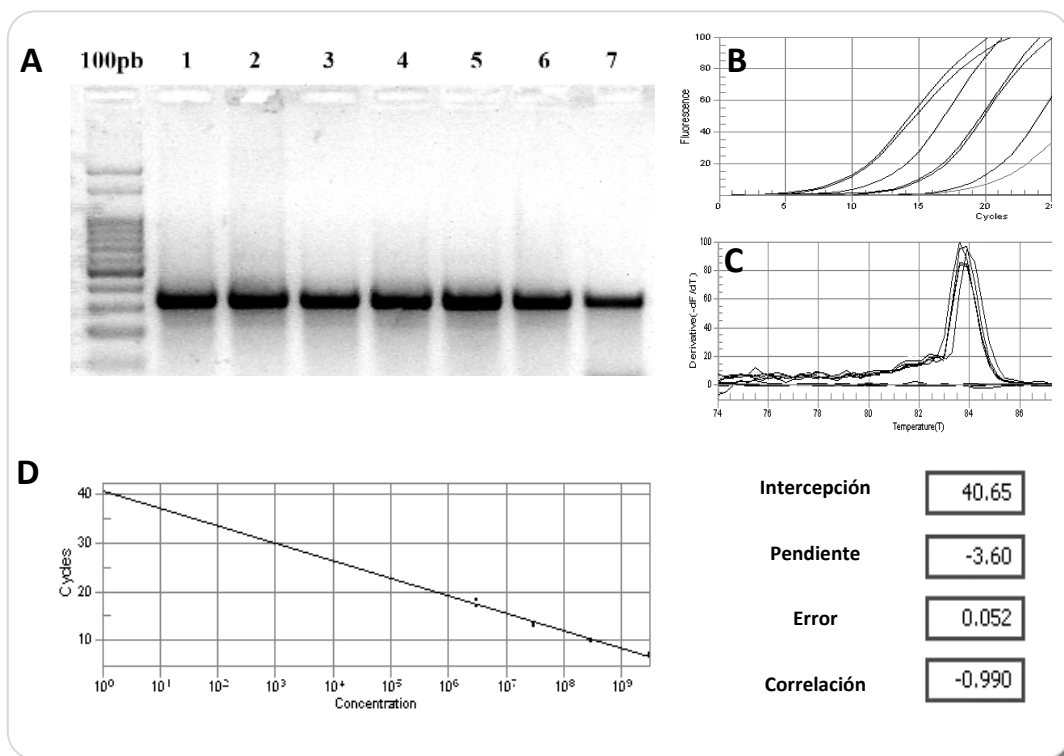 A
100pb 1 2 3 4 5 6 7
B
100
80
60
40
20
Fluorescence
0 5 10 15 20
Cycles
C
100
80
60
40
20
0
Derivative(-dF/dT)
74 76 78 80 82 84 86
Temperature(T)
D
40
30
20
10
Cycles
10⁰ 10¹ 10² 10³ 10⁴ 10⁵ 10⁶ 10⁷ 10⁸ 10⁹
Concentration
Intercepción 40.65
Pendiente -3.60
Error 0.052
Correlación -0.990